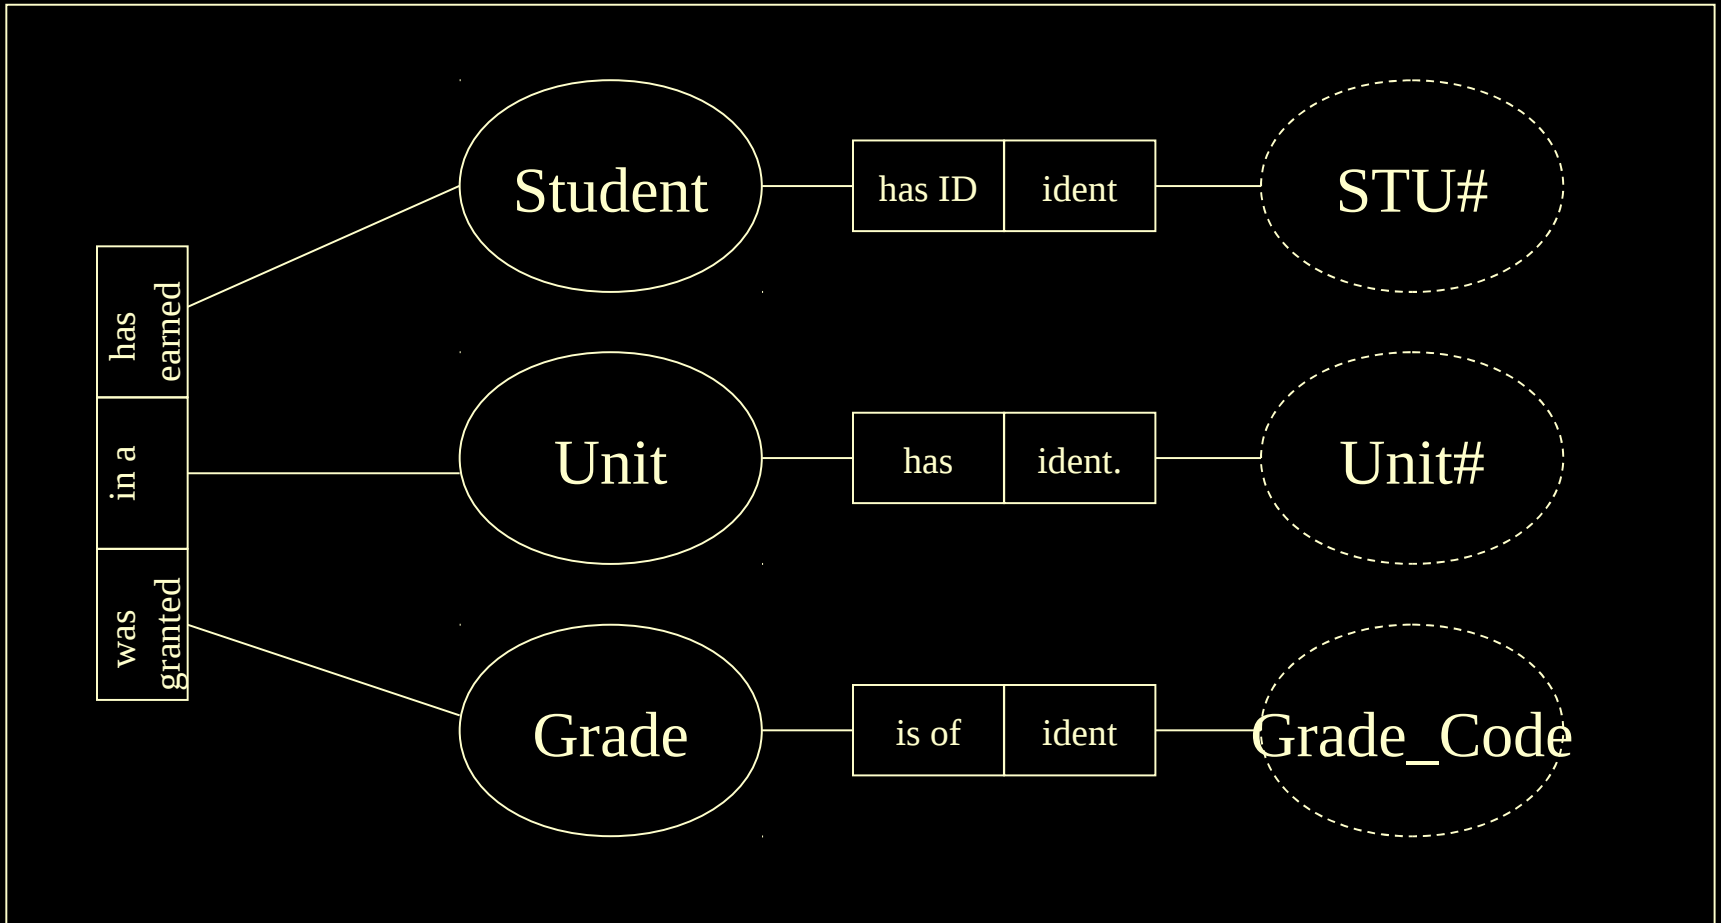 Student
has ID
ident
STU#
has
earned
in a
Unit
has
ident.
Unit#
was
granted
Grade
is of
ident
Grade_Code